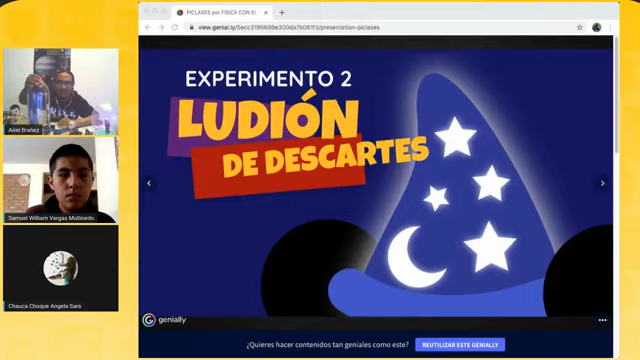 PICLASES por FISICA CON El
view.genial.ly/5ecc3195699e300da7b061f3/presentation-piclases
EXPERIMENTO 2
LUDIÓN
DE DESCARTES
Ariel Brañez
Samuel William Vargas Mollinedo
Chauca Choque Angela Sara
genially
¿Quieres hacer contenidos tan geniales como este?
REUTILIZAR ESTE GENIALLY